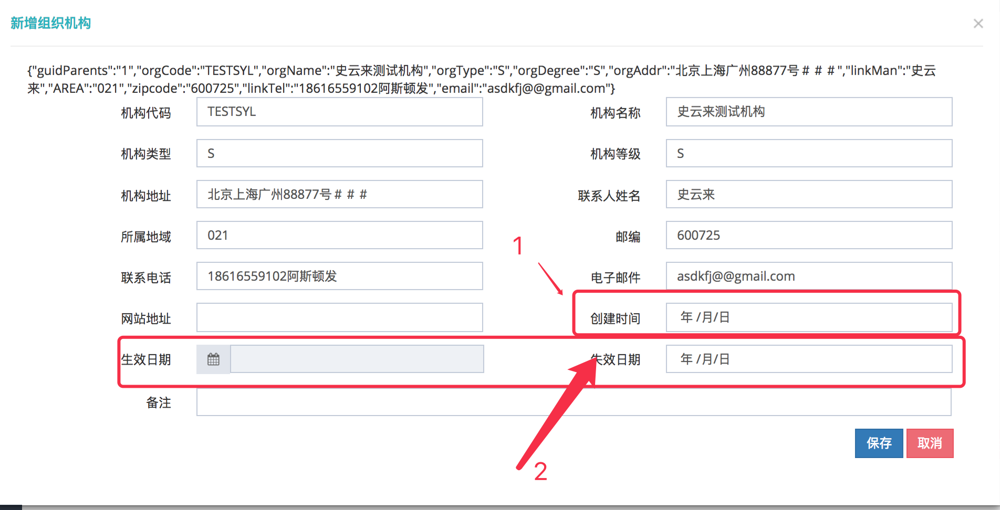 新增组织机构
{"guidParents":"1","orgCode":"TESTSYL","orgName":"史云来测试机构","orgType":"S","orgDegree":"S","orgAddr":"北京上海广州88877号＃＃＃","linkMan":"史云
来","AREA":"021","zipcode":"600725","linkTel":"18616559102阿斯顿发","email":"asdkfj@@gmail.com"}
机构代码 TESTSYL 机构名称 史云来测试机构
机构类型 S 机构等级 S
机构地址 北京上海广州88877号＃＃＃ 联系人姓名 史云来
所属地域 021 邮编 600725
1
联系电话 18616559102阿斯顿发 电子邮件 asdkfj@@gmail.com
网站地址 创建时间 年 /月/日
生效日期 失效日期 年 /月/日
备注
保存 取消
2